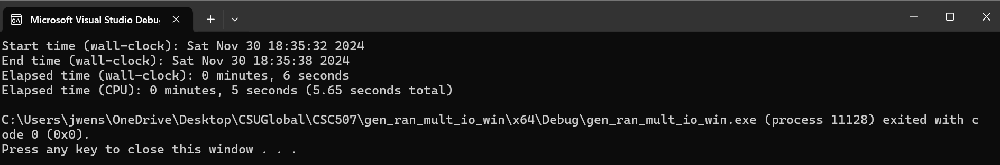 Microsoft Visual Studio Debu
Start time (wall-clock): Sat Nov 30 18:35:32 2024
End time (wall-clock): Sat Nov 30 18:35:38 2024
Elapsed time (wall-clock): 0 minutes, 6 seconds
Elapsed time (CPU): 0 minutes, 5 seconds (5.65 seconds total)
C:\Users\jwens\OneDrive\Desktop\CSUGlobal\CSC507\gen_ran_mult_io_win\x64\Debug\gen_ran_mult_io_win.exe (process 11128) exited with c
ode 0 (0x0).
Press any key to close this window . . .